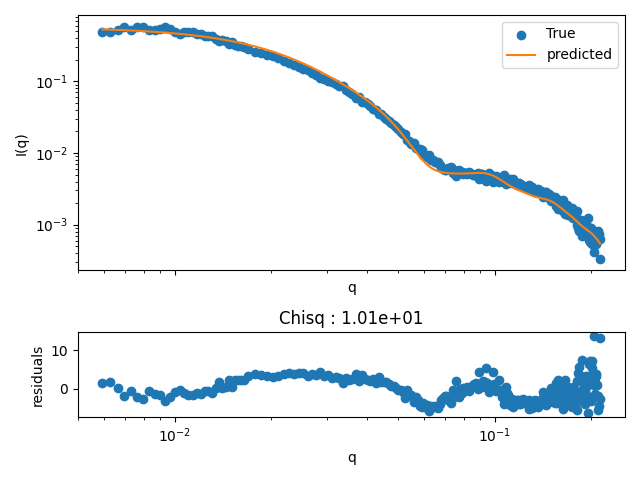 True
predicted
10⁻¹
10⁻²
10⁻³
I(q)
q
Chisq : 1.01e+01
10
0
residuals
10⁻²
10⁻¹
q